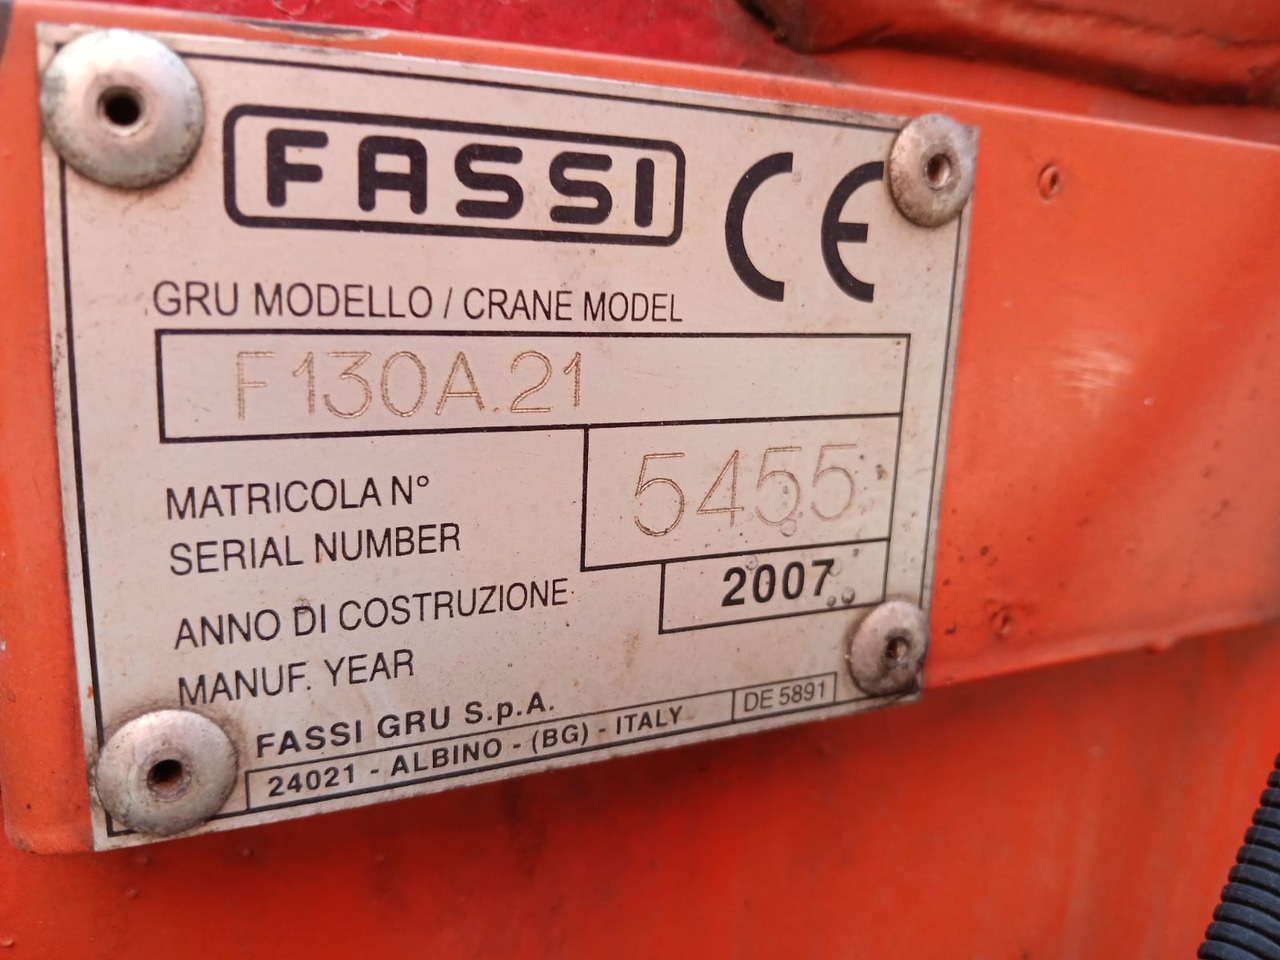 FASSI CE
GRU MODELLO / CRANE MODEL
F130A.21
MATRICOLA N°
SERIAL NUMBER
5455
ANNO DI COSTRUZIONE
MANUF. YEAR
2007
FASSI GRU S.p.A.
24021 - ALBINO - (BG) - ITALY
DE 5891